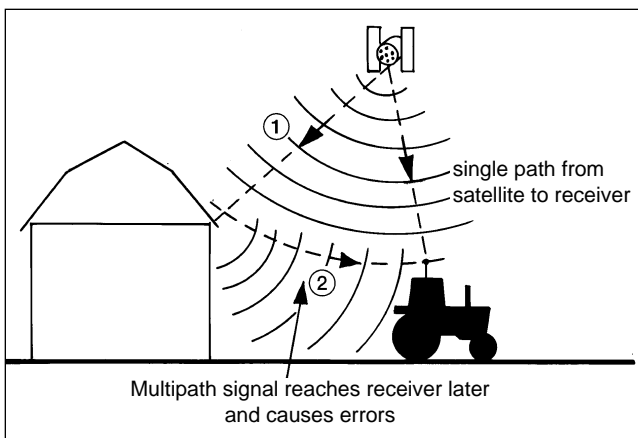 1
single path from
satellite to receiver
2
Multipath signal reaches receiver later
and causes errors